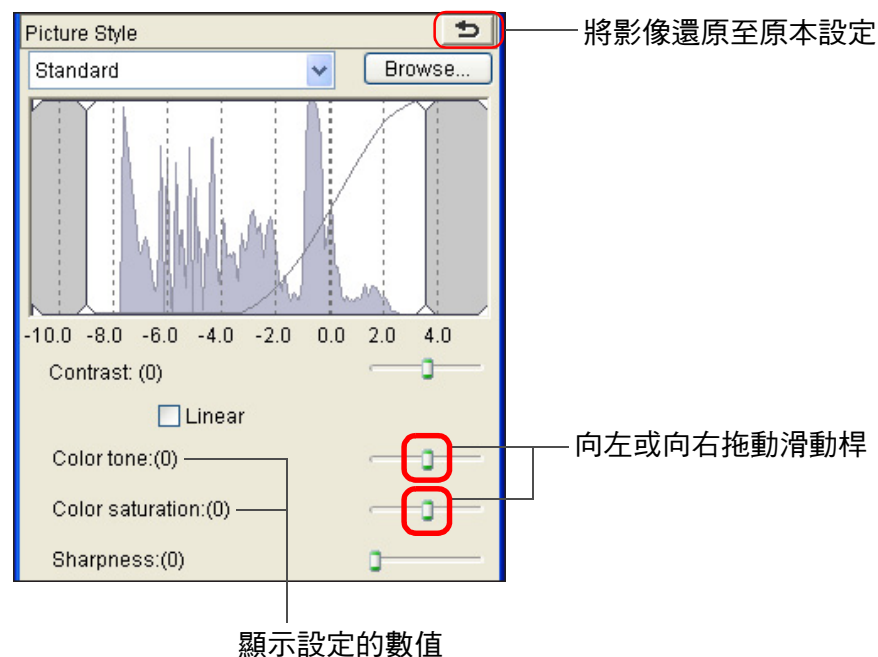 Picture Style
將影像還原至原本設定
Standard
Browse...
-10.0 -8.0 -6.0 -4.0 -2.0 0.0 2.0 4.0
Contrast: (0)
Linear
Color tone:(0)
向左或向右拖動滑動桿
Color saturation:(0)
Sharpness:(0)
顯示設定的數值